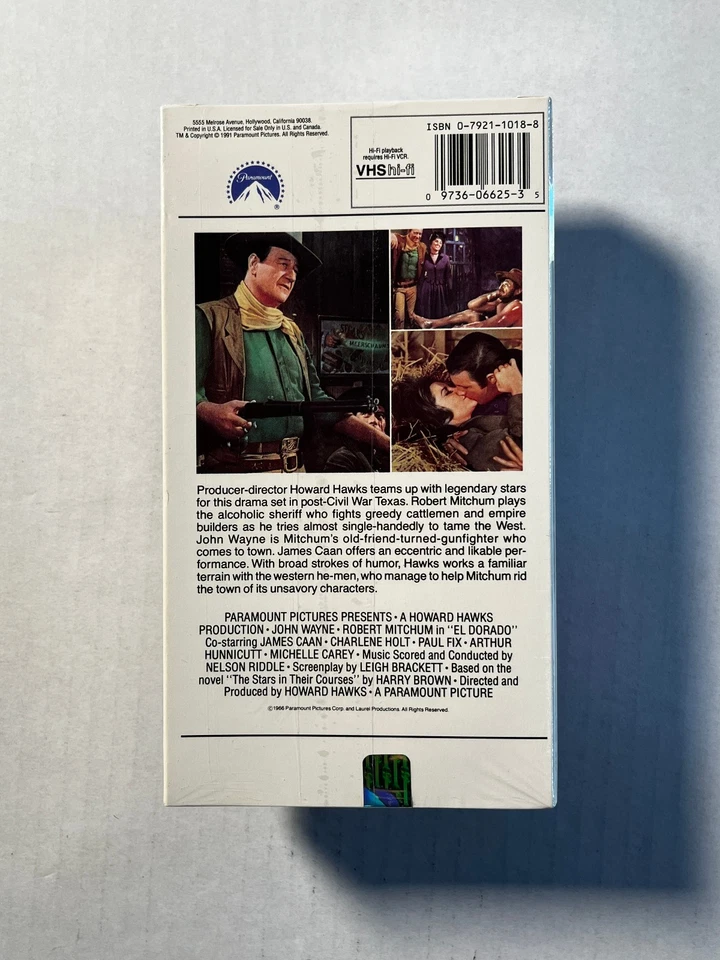 5555 Melrose Avenue, Hollywood, California 90038.
Printed in U.S.A. Licensed for Sale Only in U.S. and Canada.
TM & Copyright © 1991 Paramount Pictures. All Rights Reserved.
Paramount
®
Hi-Fi playback
requires Hi-Fi VCR.
VHS hi-fi
ISBN 0-7921-1018-8
0 9736-06625-3 5
Producer-director Howard Hawks teams up with legendary stars
for this drama set in post-Civil War Texas. Robert Mitchum plays
the alcoholic sheriff who fights greedy cattlemen and empire
builders as he tries almost single-handedly to tame the West.
John Wayne is Mitchum's old-friend-turned-gunfighter who
comes to town. James Caan offers an eccentric and likable per-
formance. With broad strokes of humor, Hawks works a familiar
terrain with the western he-men, who manage to help Mitchum rid
the town of its unsavory characters.
PARAMOUNT PICTURES PRESENTS • A HOWARD HAWKS
PRODUCTION • JOHN WAYNE • ROBERT MITCHUM in "EL DORADO"
Co-starring JAMES CAAN • CHARLENE HOLT • PAUL FIX • ARTHUR
HUNNICUTT • MICHELLE CAREY • Music Scored and Conducted by
NELSON RIDDLE • Screenplay by LEIGH BRACKETT • Based on the
novel "The Stars in Their Courses" by HARRY BROWN • Directed and
Produced by HOWARD HAWKS • A PARAMOUNT PICTURE
© 1966 Paramount Pictures Corp. and Laurel Productions. All Rights Reserved.